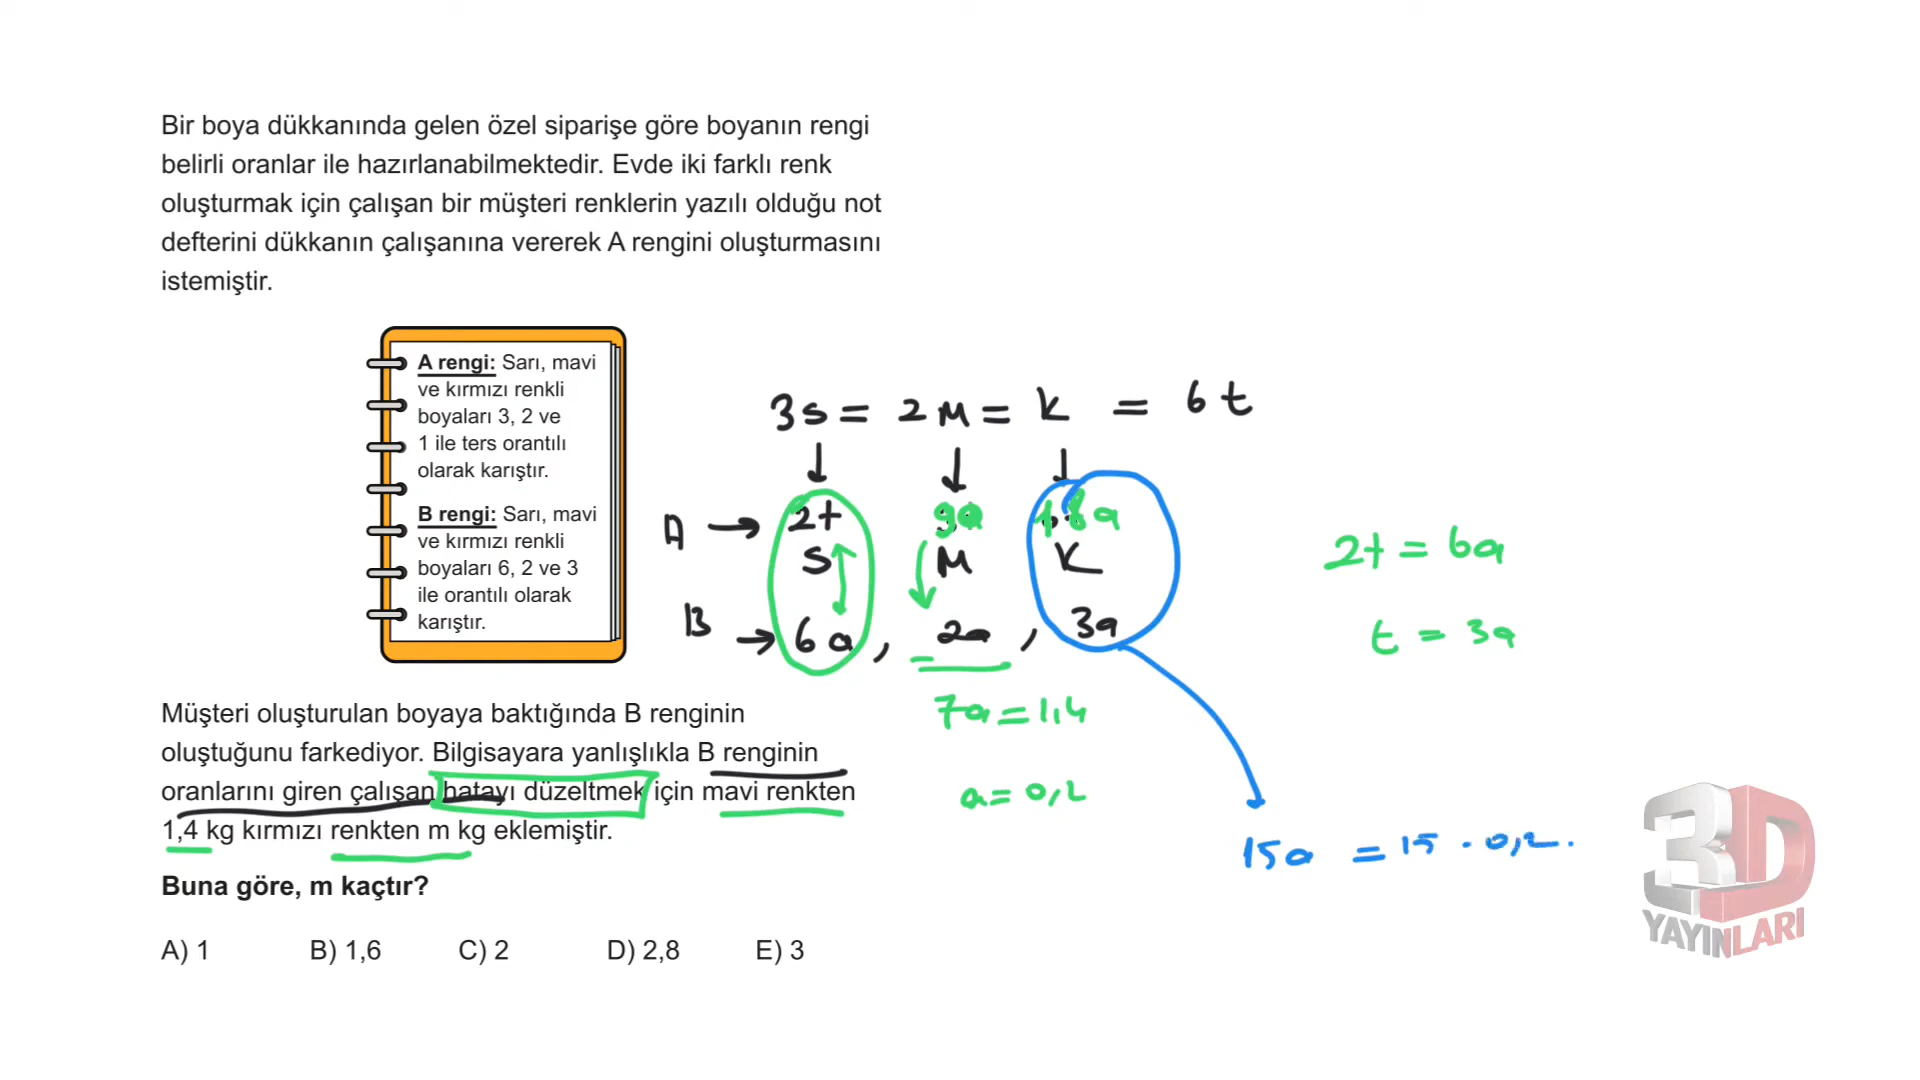 Bir boya dükkanında gelen özel siparişe göre boyanın rengi
belirli oranlar ile hazırlanabilmektedir. Evde iki farklı renk
oluşturmak için çalışan bir müşteri renklerin yazılı olduğu not
defterini dükkanın çalışanına vererek A rengini oluşturmasını
istemiştir.
A rengi: Sarı, mavi
ve kırmızı renkli
boyaları 3, 2 ve
1 ile ters orantılı
olarak karıştır.
B rengi: Sarı, mavi
ve kırmızı renkli
boyaları 6, 2 ve 3
ile orantılı olarak
karıştır.
3s = 2M = K = 6t
A → 2t 9a 18a
S M K
B → 6a, 2a, 3a
7a = 1,4
a = 0,2
2t = 6a
t = 3a
15a = 15 . 0,2.
Müşteri oluşturulan boyaya baktığında B renginin
oluştuğunu farkediyor. Bilgisayara yanlışlıkla B renginin
oranlarını giren çalışan hatayı düzeltmek için mavi renkten
1,4 kg kırmızı renkten m kg eklemiştir.
Buna göre, m kaçtır?
A) 1 B) 1,6 C) 2 D) 2,8 E) 3
3D
YAYINLARI